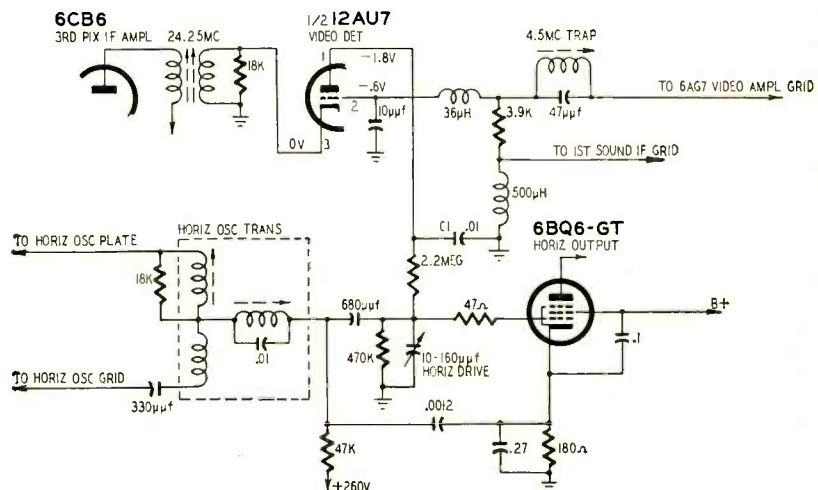 6CB6
3RD PIX IF AMPL
24.25MC
18K
1/2 12AU7
VIDEO DET
1
-1.8V
-.6V
2
0V
3
10µµf
36µH
4.5MC TRAP
47µµf
TO 6AG7 VIDEO AMPL GRID
3.9K
TO 1ST SOUND IF GRID
500µH
C1
.01
2.2MEG
6BQ6-GT
HORIZ OUTPUT
HORIZ OSC TRANS
TO HORIZ OSC PLATE
18K
.01
TO HORIZ OSC GRID
330µµf
680µµf
470K
10-160µµf
HORIZ DRIVE
47Ω
B+
.1
.0012
.27
180Ω
47K
+260V